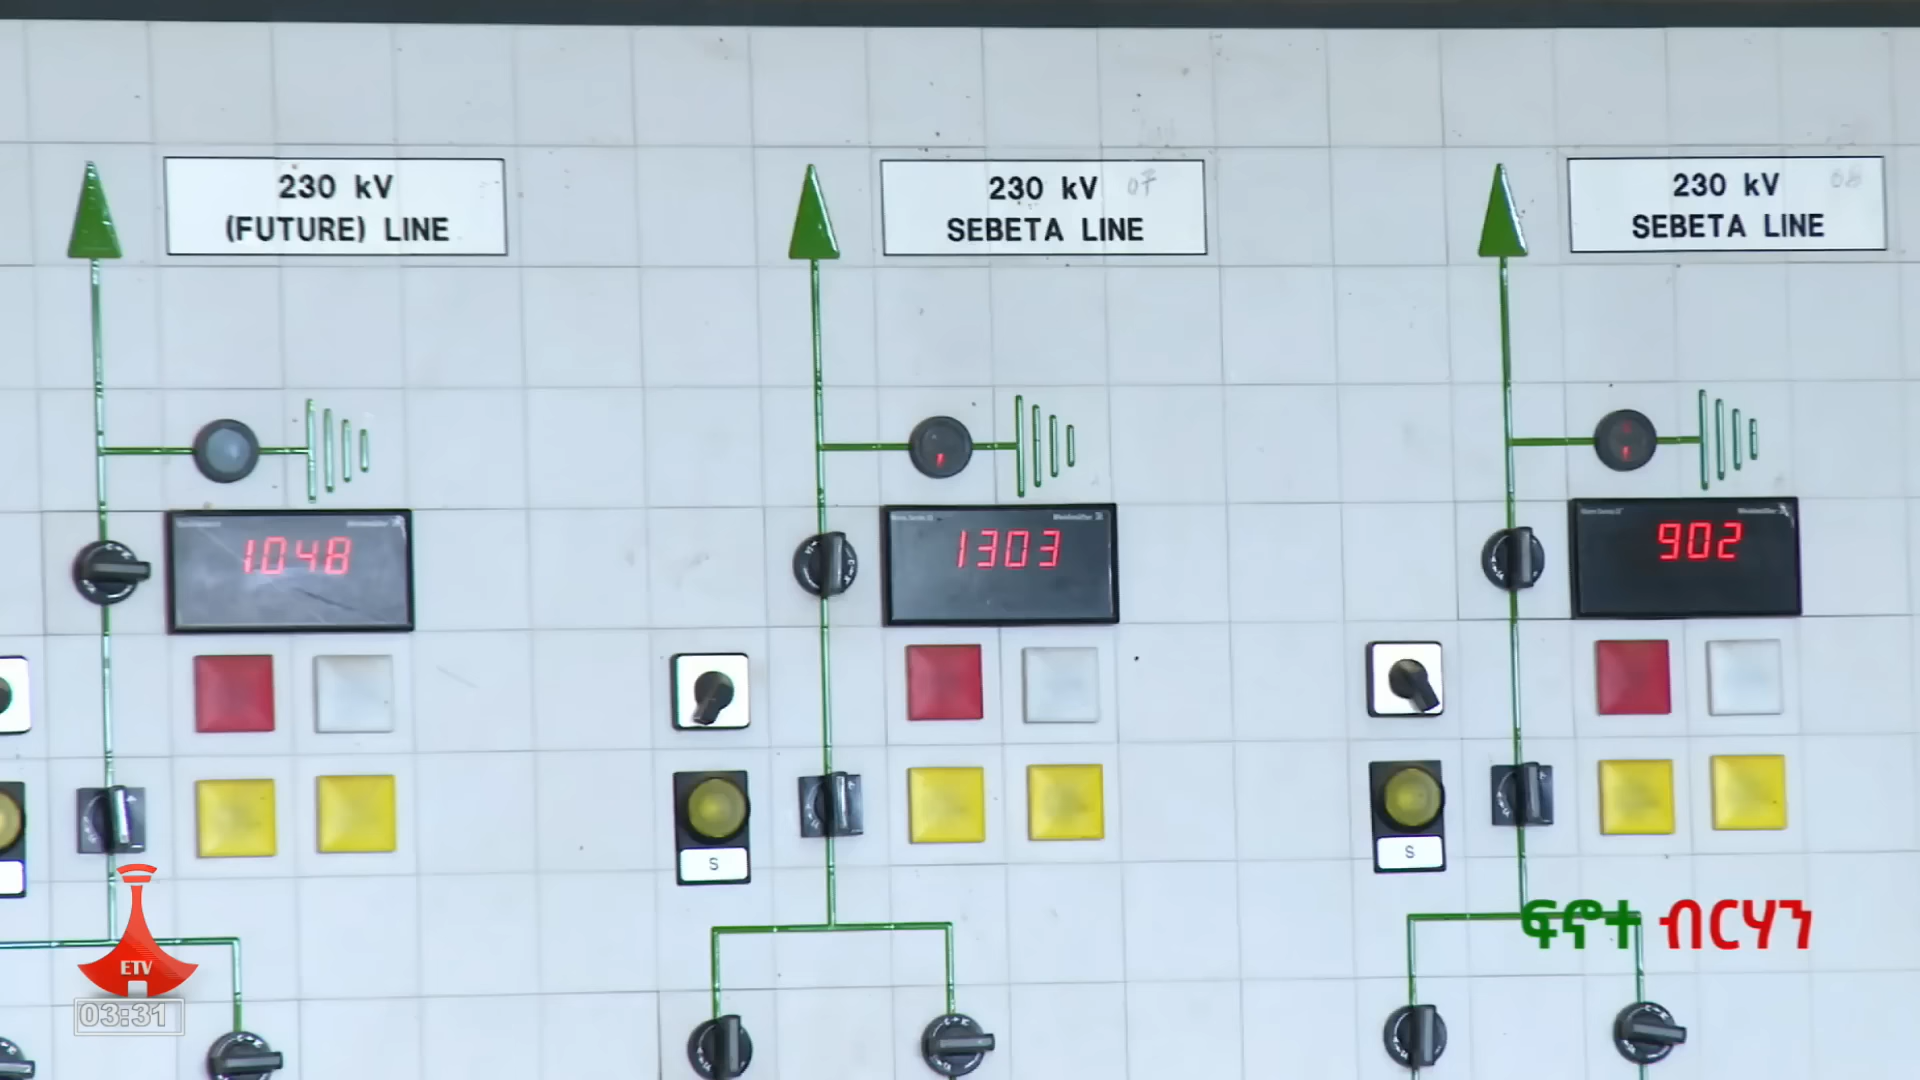 230 kV
(FUTURE) LINE
230 kV 07
SEBETA LINE
230 kV
SEBETA LINE
1048
1303
902
S
S
ፍኖተ ብርሃን
ETV
03:31